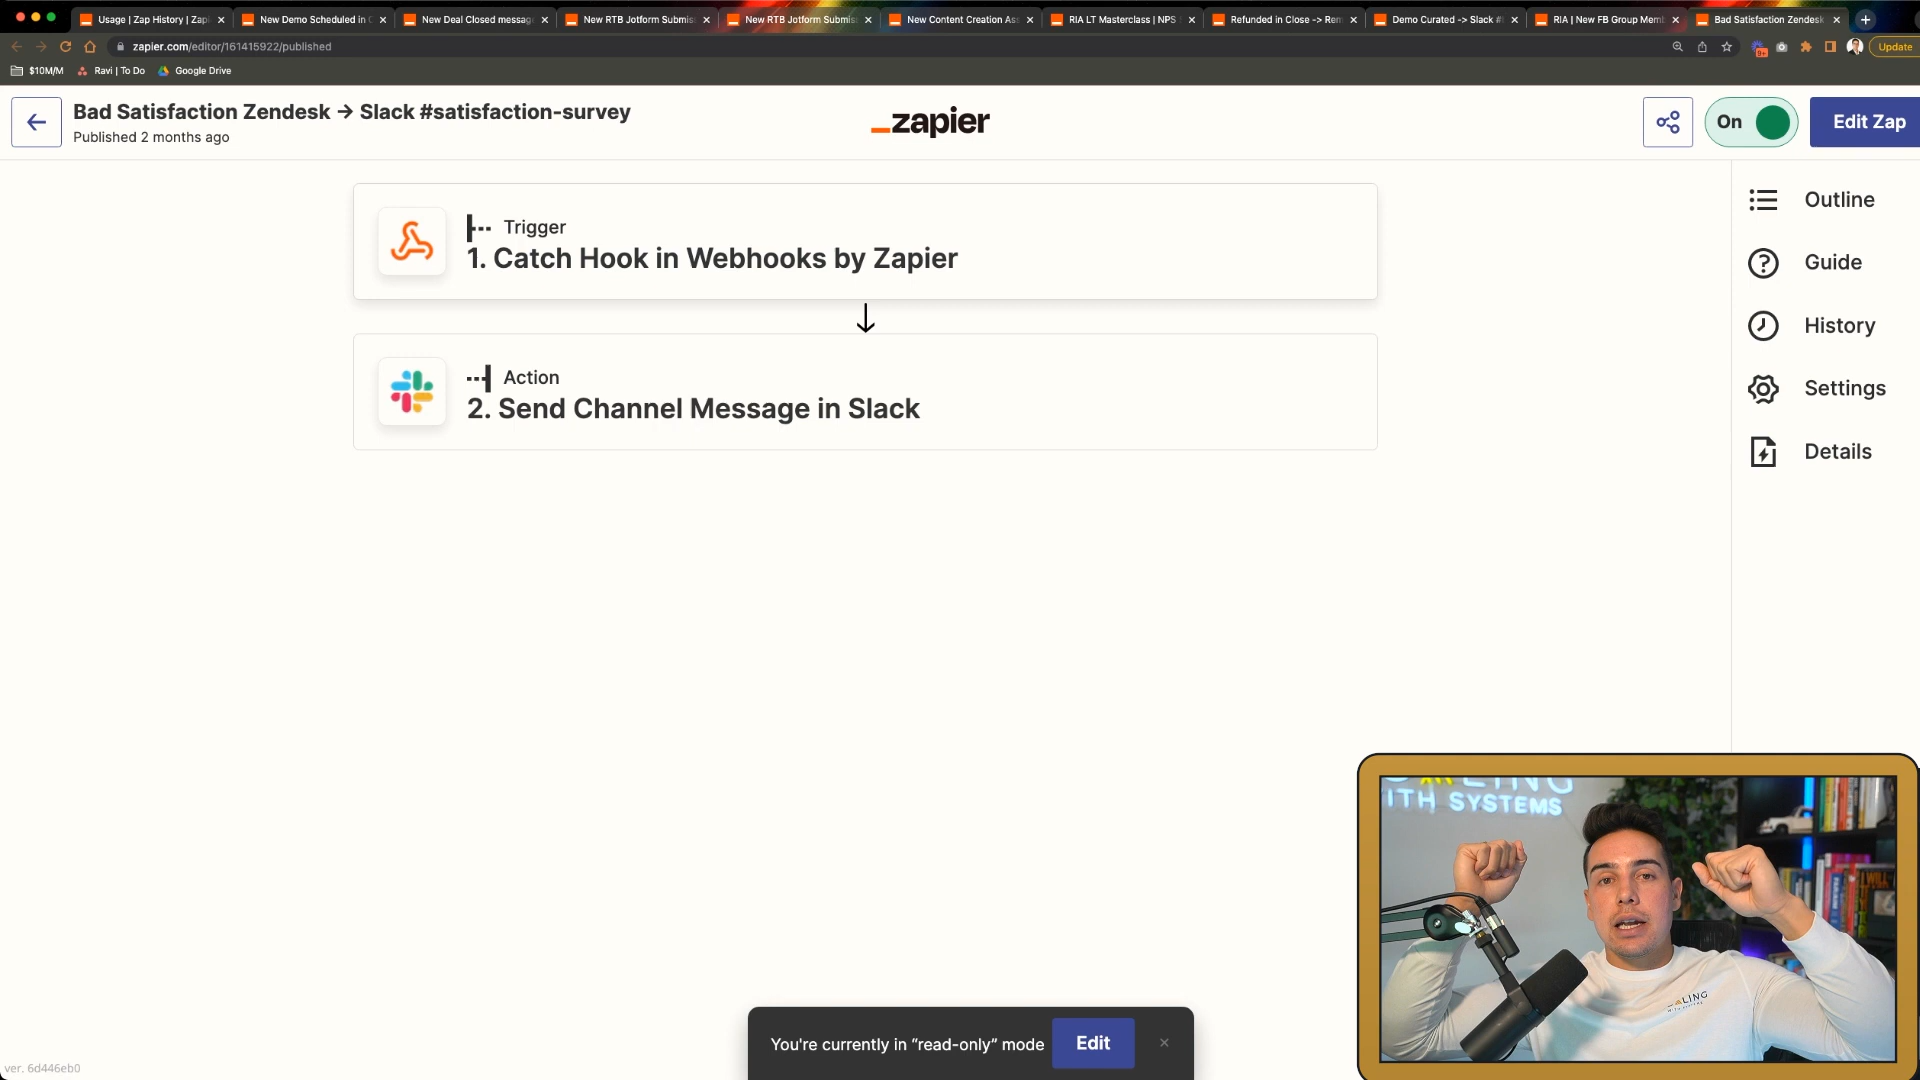 Usage | Zap History | Zapi
New Demo Scheduled in C
New Deal Closed message
New RTB Jotform Submis
New RTB Jotform Submis
New Content Creation As
RIA LT Masterclass | NPS
Refunded in Close -> Rem
Demo Curated -> Slack #
RIA | New FB Group Mem
Bad Satisfaction Zendesk
zapier.com/editor/161415922/published
Update
$10M/M
Ravi | To Do
Google Drive
Bad Satisfaction Zendesk → Slack #satisfaction-survey
Published 2 months ago
_zapier
On
Edit Zap
Trigger
1. Catch Hook in Webhooks by Zapier
Action
2. Send Channel Message in Slack
Outline
Guide
History
Settings
Details
ITH SYSTEMS
You're currently in “read-only” mode
Edit
ver. 6d446eb0